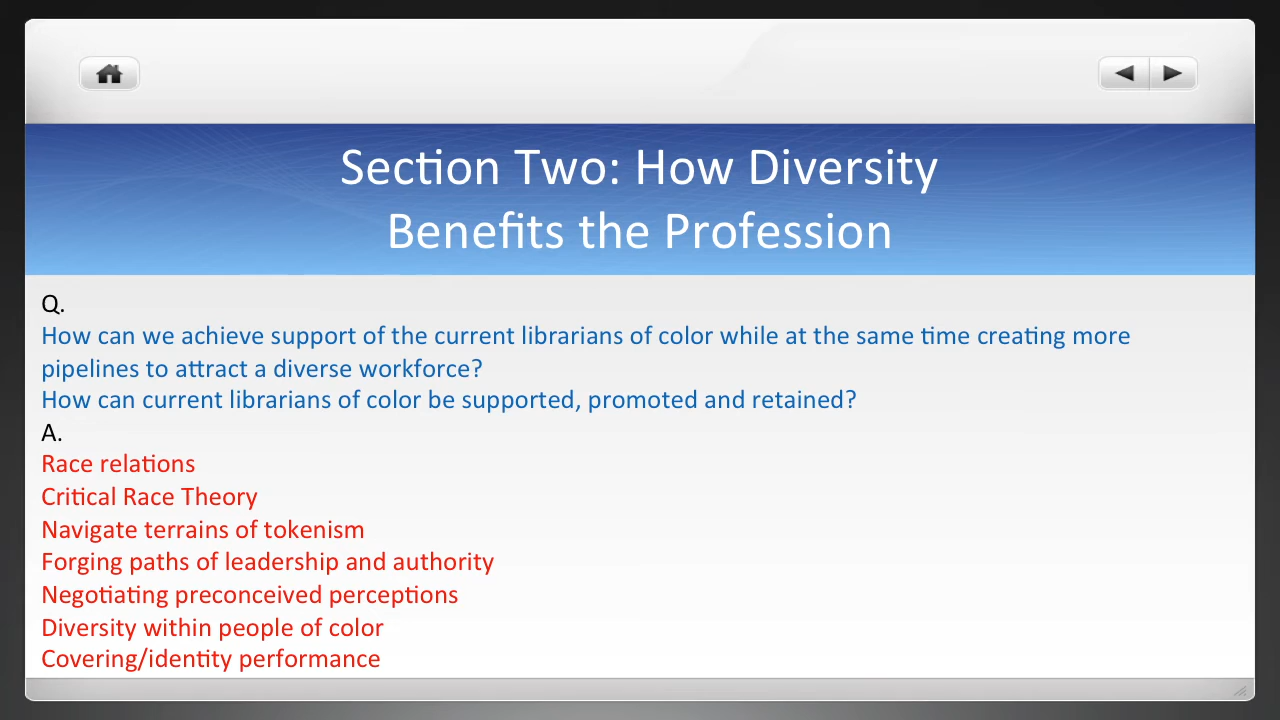 Section Two: How Diversity
Benefits the Profession
Q.
How can we achieve support of the current librarians of color while at the same time creating more
pipelines to attract a diverse workforce?
How can current librarians of color be supported, promoted and retained?
A.
Race relations
Critical Race Theory
Navigate terrains of tokenism
Forging paths of leadership and authority
Negotiating preconceived perceptions
Diversity within people of color
Covering/identity performance